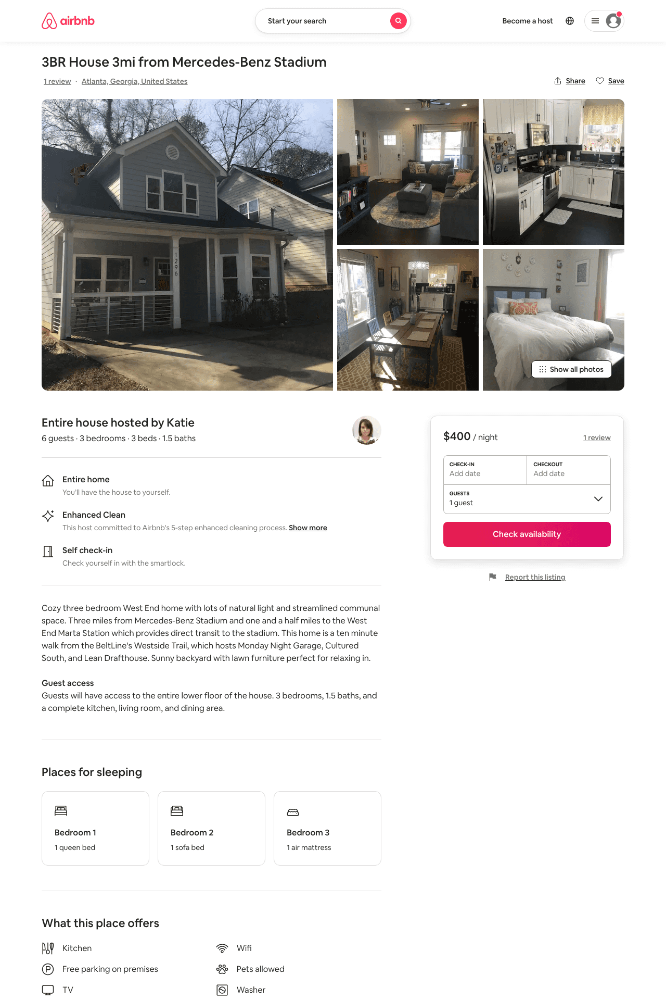 airbnb
Start your search
Become a host
3BR House 3mi from Mercedes-Benz Stadium
1 review · Atlanta, Georgia, United States
Share
Save
1296
Show all photos
Entire house hosted by Katie
6 guests · 3 bedrooms · 3 beds · 1.5 baths
$400 / night
1 review
CHECK-IN
Add date
CHECKOUT
Add date
GUESTS
1 guest
Check availability
Report this listing
Entire home
You'll have the house to yourself.
Enhanced Clean
This host committed to Airbnb's 5-step enhanced cleaning process. Show more
Self check-in
Check yourself in with the smartlock.
Cozy three bedroom West End home with lots of natural light and streamlined communal
space. Three miles from Mercedes-Benz Stadium and one and a half miles to the West
End Marta Station which provides direct transit to the stadium. This home is a ten minute
walk from the BeltLine's Westside Trail, which hosts Monday Night Garage, Cultured
South, and Lean Drafthouse. Sunny backyard with lawn furniture perfect for relaxing in.
Guest access
Guests will have access to the entire lower floor of the house. 3 bedrooms, 1.5 baths, and
a complete kitchen, living room, and dining area.
Places for sleeping
Bedroom 1
1 queen bed
Bedroom 2
1 sofa bed
Bedroom 3
1 air mattress
What this place offers
Kitchen
Wifi
Free parking on premises
Pets allowed
TV
Washer